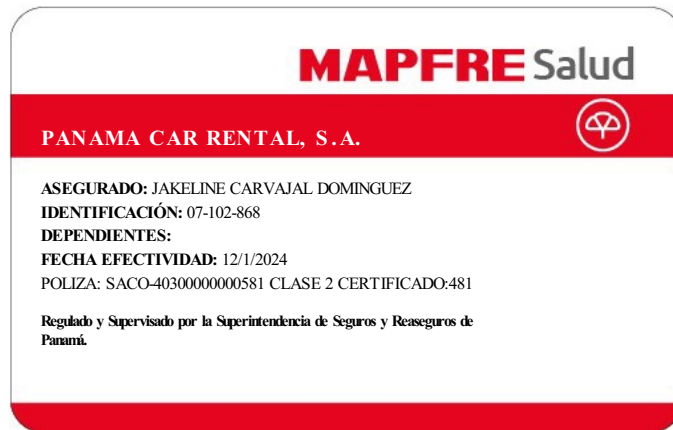 MAPFRE Salud
PANAMA CAR RENTAL, S.A.
ASEGURADO: JAKELINE CARVAJAL DOMINGUEZ
IDENTIFICACIÓN: 07-102-868
DEPENDIENTES:
FECHA EFECTIVIDAD: 12/1/2024
POLIZA: SACO-40300000000581 CLASE 2 CERTIFICADO:481
Regulado y Supervisado por la Superintendencia de Seguros y Reaseguros de
Panamá.